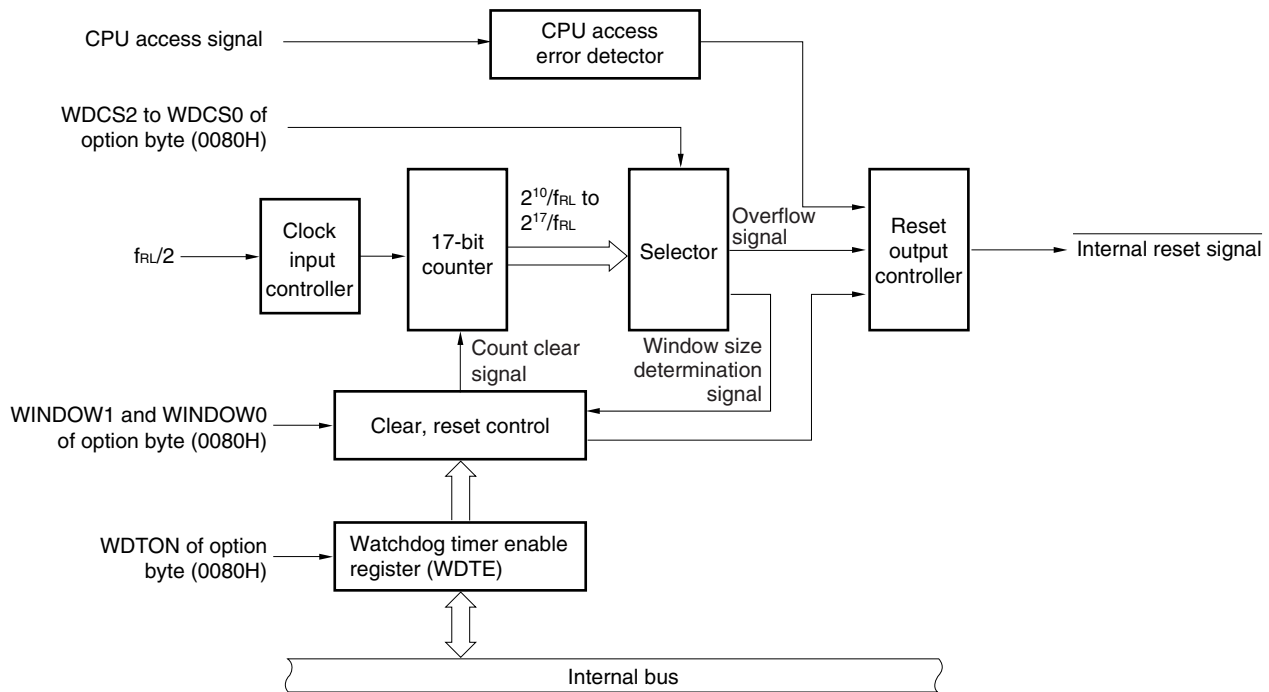 CPU access signal
CPU access
error detector
WDCS2 to WDCS0 of
option byte (0080H)
fRL/2
Clock
input
controller
17-bit
counter
2¹⁰/fRL to
2¹⁷/fRL
Selector
Overflow
signal
Reset
output
controller
Internal reset signal
Count clear
signal
Window size
determination
signal
WINDOW1 and WINDOW0
of option byte (0080H)
Clear, reset control
WDTON of option
byte (0080H)
Watchdog timer enable
register (WDTE)
Internal bus